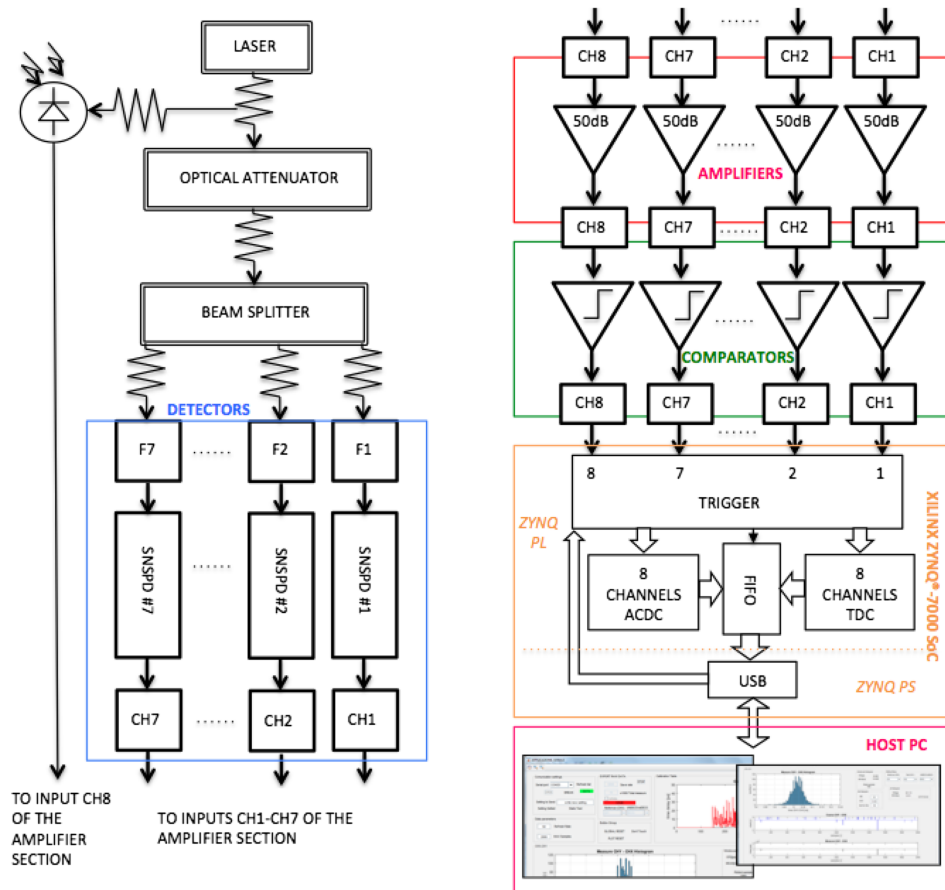 LASER
OPTICAL ATTENUATOR
BEAM SPLITTER
DETECTORS
F7
......
F2
F1
SNSPD #7
......
SNSPD #2
SNSPD #1
CH7
......
CH2
CH1
TO INPUT CH8
OF THE
AMPLIFIER
SECTION
TO INPUTS CH1-CH7 OF THE
AMPLIFIER SECTION
CH8
CH7
CH2
CH1
50dB
50dB
50dB
50dB
AMPLIFIERS
CH8
CH7
CH2
CH1
COMPARATORS
CH8
CH7
CH2
CH1
8
7
2
1
TRIGGER
ZYNQ
PL
8
CHANNELS
ACDC
FIFO
8
CHANNELS
TDC
XILINX ZYNQ®-7000 SoC
USB
ZYNQ PS
HOST PC